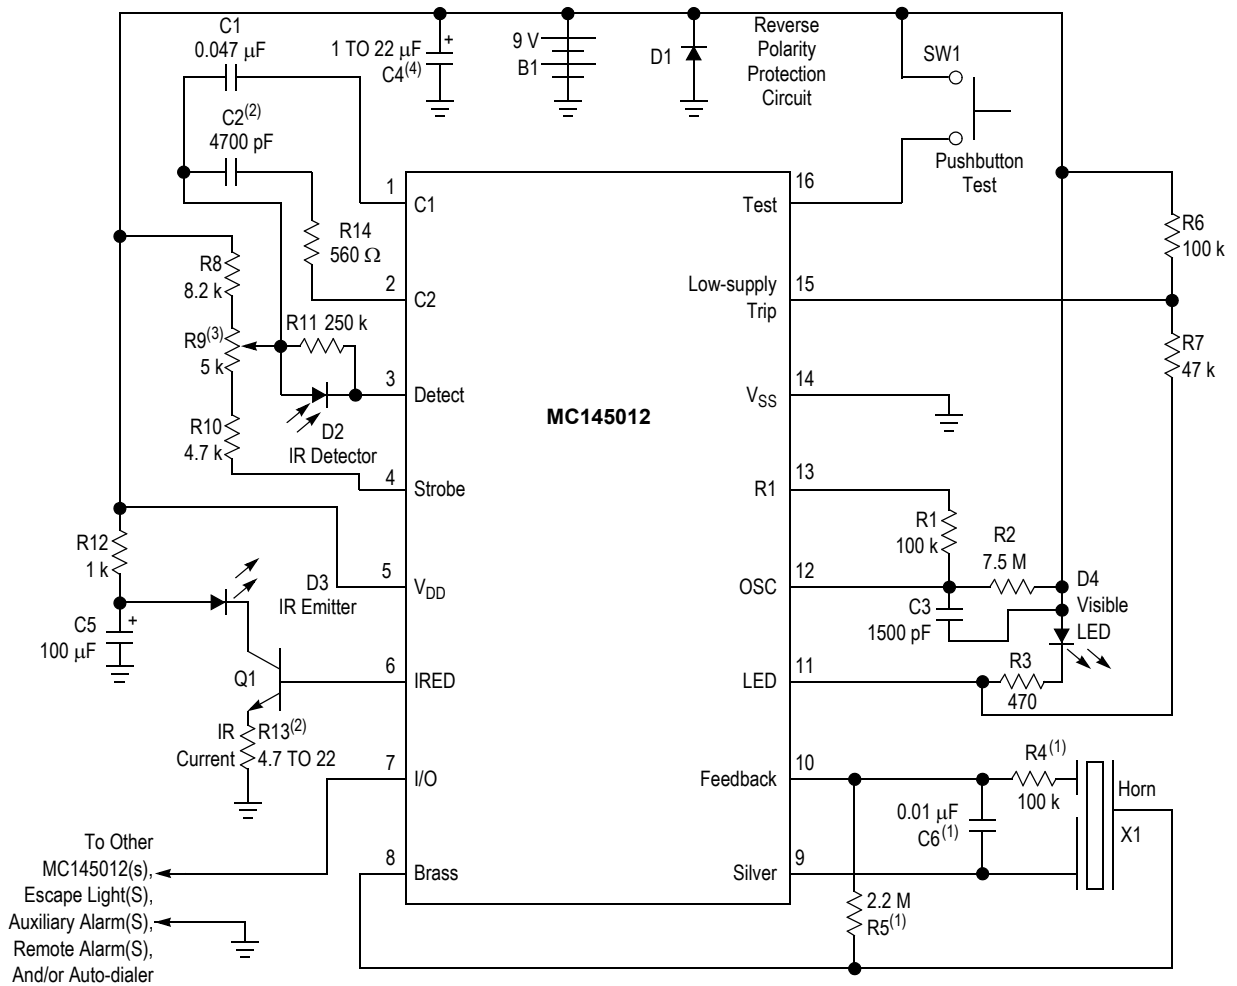 C1
0.047 µF
1 TO 22 µF
C4(4)
+
9 V
B1
D1
Reverse
Polarity
Protection
Circuit
SW1
Pushbutton
Test
C2(2)
4700 pF
R14
560 Ω
R8
8.2 k
R9(3)
5 k
R11 250 k
D2
IR Detector
R10
4.7 k
R12
1 k
C5
100 µF
+
D3
IR Emitter
Q1
IR
Current
R13(2)
4.7 TO 22
To Other
MC145012(s),
Escape Light(S),
Auxiliary Alarm(S),
Remote Alarm(S),
And/or Auto-dialer
1
C1
2
C2
3
Detect
4
Strobe
5
VDD
6
IRED
7
I/O
8
Brass
MC145012
16
Test
15
Low-supply
Trip
14
VSS
13
R1
12
OSC
11
LED
10
Feedback
9
Silver
R6
100 k
R7
47 k
R1
100 k
R2
7.5 M
C3
1500 pF
D4
Visible
LED
R3
470
R4(1)
100 k
0.01 µF
C6(1)
Horn
X1
2.2 M
R5(1)